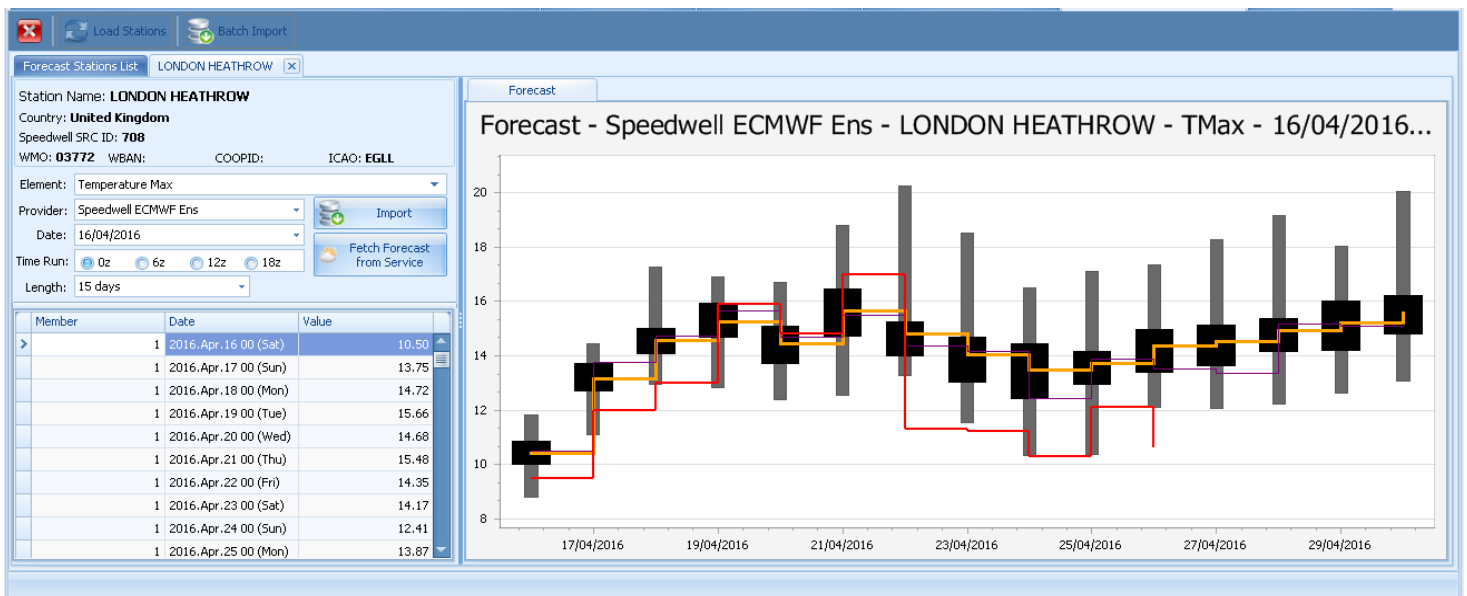 Load Stations Batch Import
Forecast Stations List LONDON HEATHROW
Station Name: LONDON HEATHROW
Country: United Kingdom
Speedwell SRC ID: 708
WMO: 03772 WBAN: COOPID: ICAO: EGLL
Element: Temperature Max
Provider: Speedwell ECMWF Ens Import
Date: 16/04/2016
Fetch Forecast
from Service
Time Run: 0z 6z 12z 18z
Length: 15 days
Member Date Value
1 2016.Apr.16 00 (Sat) 10.50
1 2016.Apr.17 00 (Sun) 13.75
1 2016.Apr.18 00 (Mon) 14.72
1 2016.Apr.19 00 (Tue) 15.66
1 2016.Apr.20 00 (Wed) 14.68
1 2016.Apr.21 00 (Thu) 15.48
1 2016.Apr.22 00 (Fri) 14.35
1 2016.Apr.23 00 (Sat) 14.17
1 2016.Apr.24 00 (Sun) 12.41
1 2016.Apr.25 00 (Mon) 13.87
Forecast
Forecast - Speedwell ECMWF Ens - LONDON HEATHROW - TMax - 16/04/2016...
20
18
16
14
12
10
8
17/04/2016 19/04/2016 21/04/2016 23/04/2016 25/04/2016 27/04/2016 29/04/2016